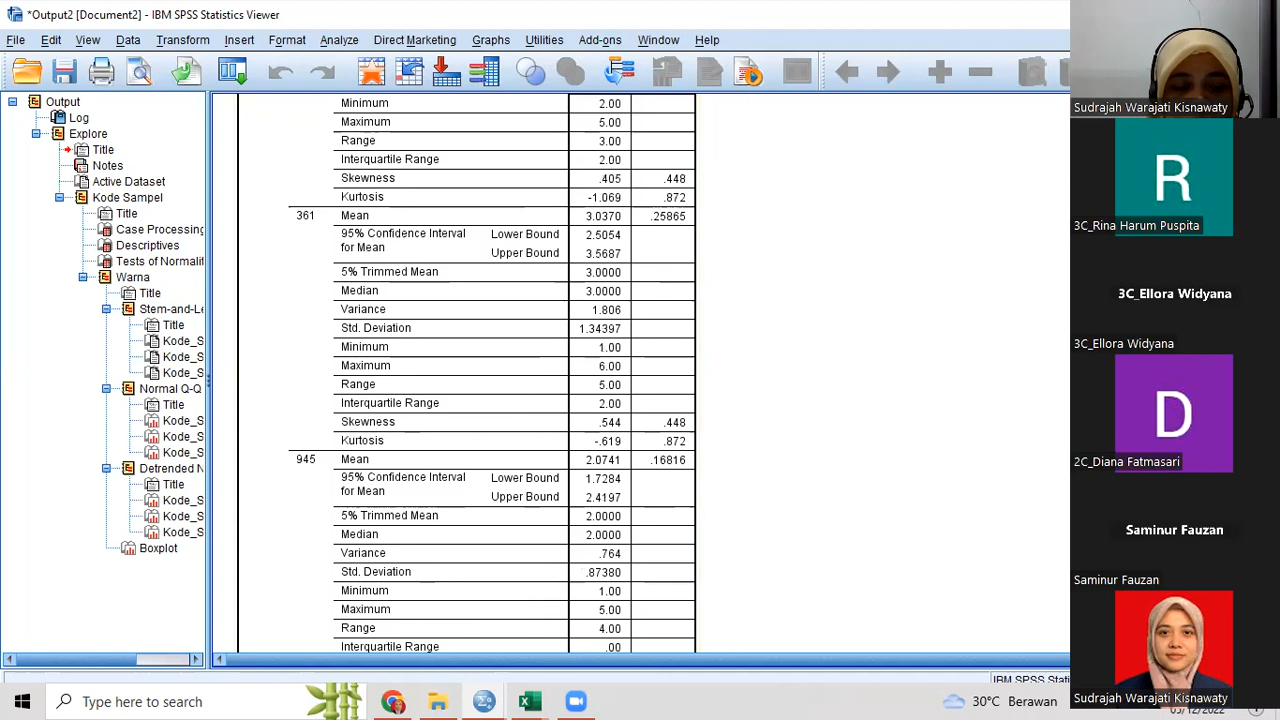 *Output2 [Document2] - IBM SPSS Statistics Viewer
File Edit View Data Transform Insert Format Analyze Direct Marketing Graphs Utilities Add-ons Window Help
Output
Log
Explore
Title
Notes
Active Dataset
Kode Sampel
Title
Case Processing
Descriptives
Tests of Normalit
Warna
Title
Stem-and-Le
Title
Kode_S
Kode_S
Kode_S
Normal Q-Q
Title
Kode_S
Kode_S
Kode_S
Detrended N
Title
Kode_S
Kode_S
Kode_S
Boxplot
Minimum 2.00
Maximum 5.00
Range 3.00
Interquartile Range 2.00
Skewness .405 .448
Kurtosis -1.069 .872
361 Mean 3.0370 .25865
95% Confidence Interval for Mean Lower Bound 2.5054
Upper Bound 3.5687
5% Trimmed Mean 3.0000
Median 3.0000
Variance 1.806
Std. Deviation 1.34397
Minimum 1.00
Maximum 6.00
Range 5.00
Interquartile Range 2.00
Skewness .544 .448
Kurtosis -.619 .872
945 Mean 2.0741 .16816
95% Confidence Interval for Mean Lower Bound 1.7284
Upper Bound 2.4197
5% Trimmed Mean 2.0000
Median 2.0000
Variance .764
Std. Deviation .87380
Minimum 1.00
Maximum 5.00
Range 4.00
Interquartile Range .00
IBM SPSS Statistics
Sudrajah Warajati Kisnawaty
R
3C_Rina Harum Puspita
3C_Ellora Widyana
3C_Ellora Widyana
D
2C_Diana Fatmasari
Saminur Fauzan
Saminur Fauzan
Sudrajah Warajati Kisnawaty
Type here to search
30°C Berawan
05/12/2022